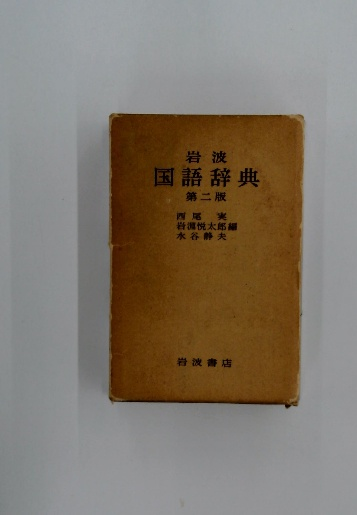 岩波
国語辞典
第二版
西尾 実
岩淵悦太郎編
水谷静夫
岩波書店